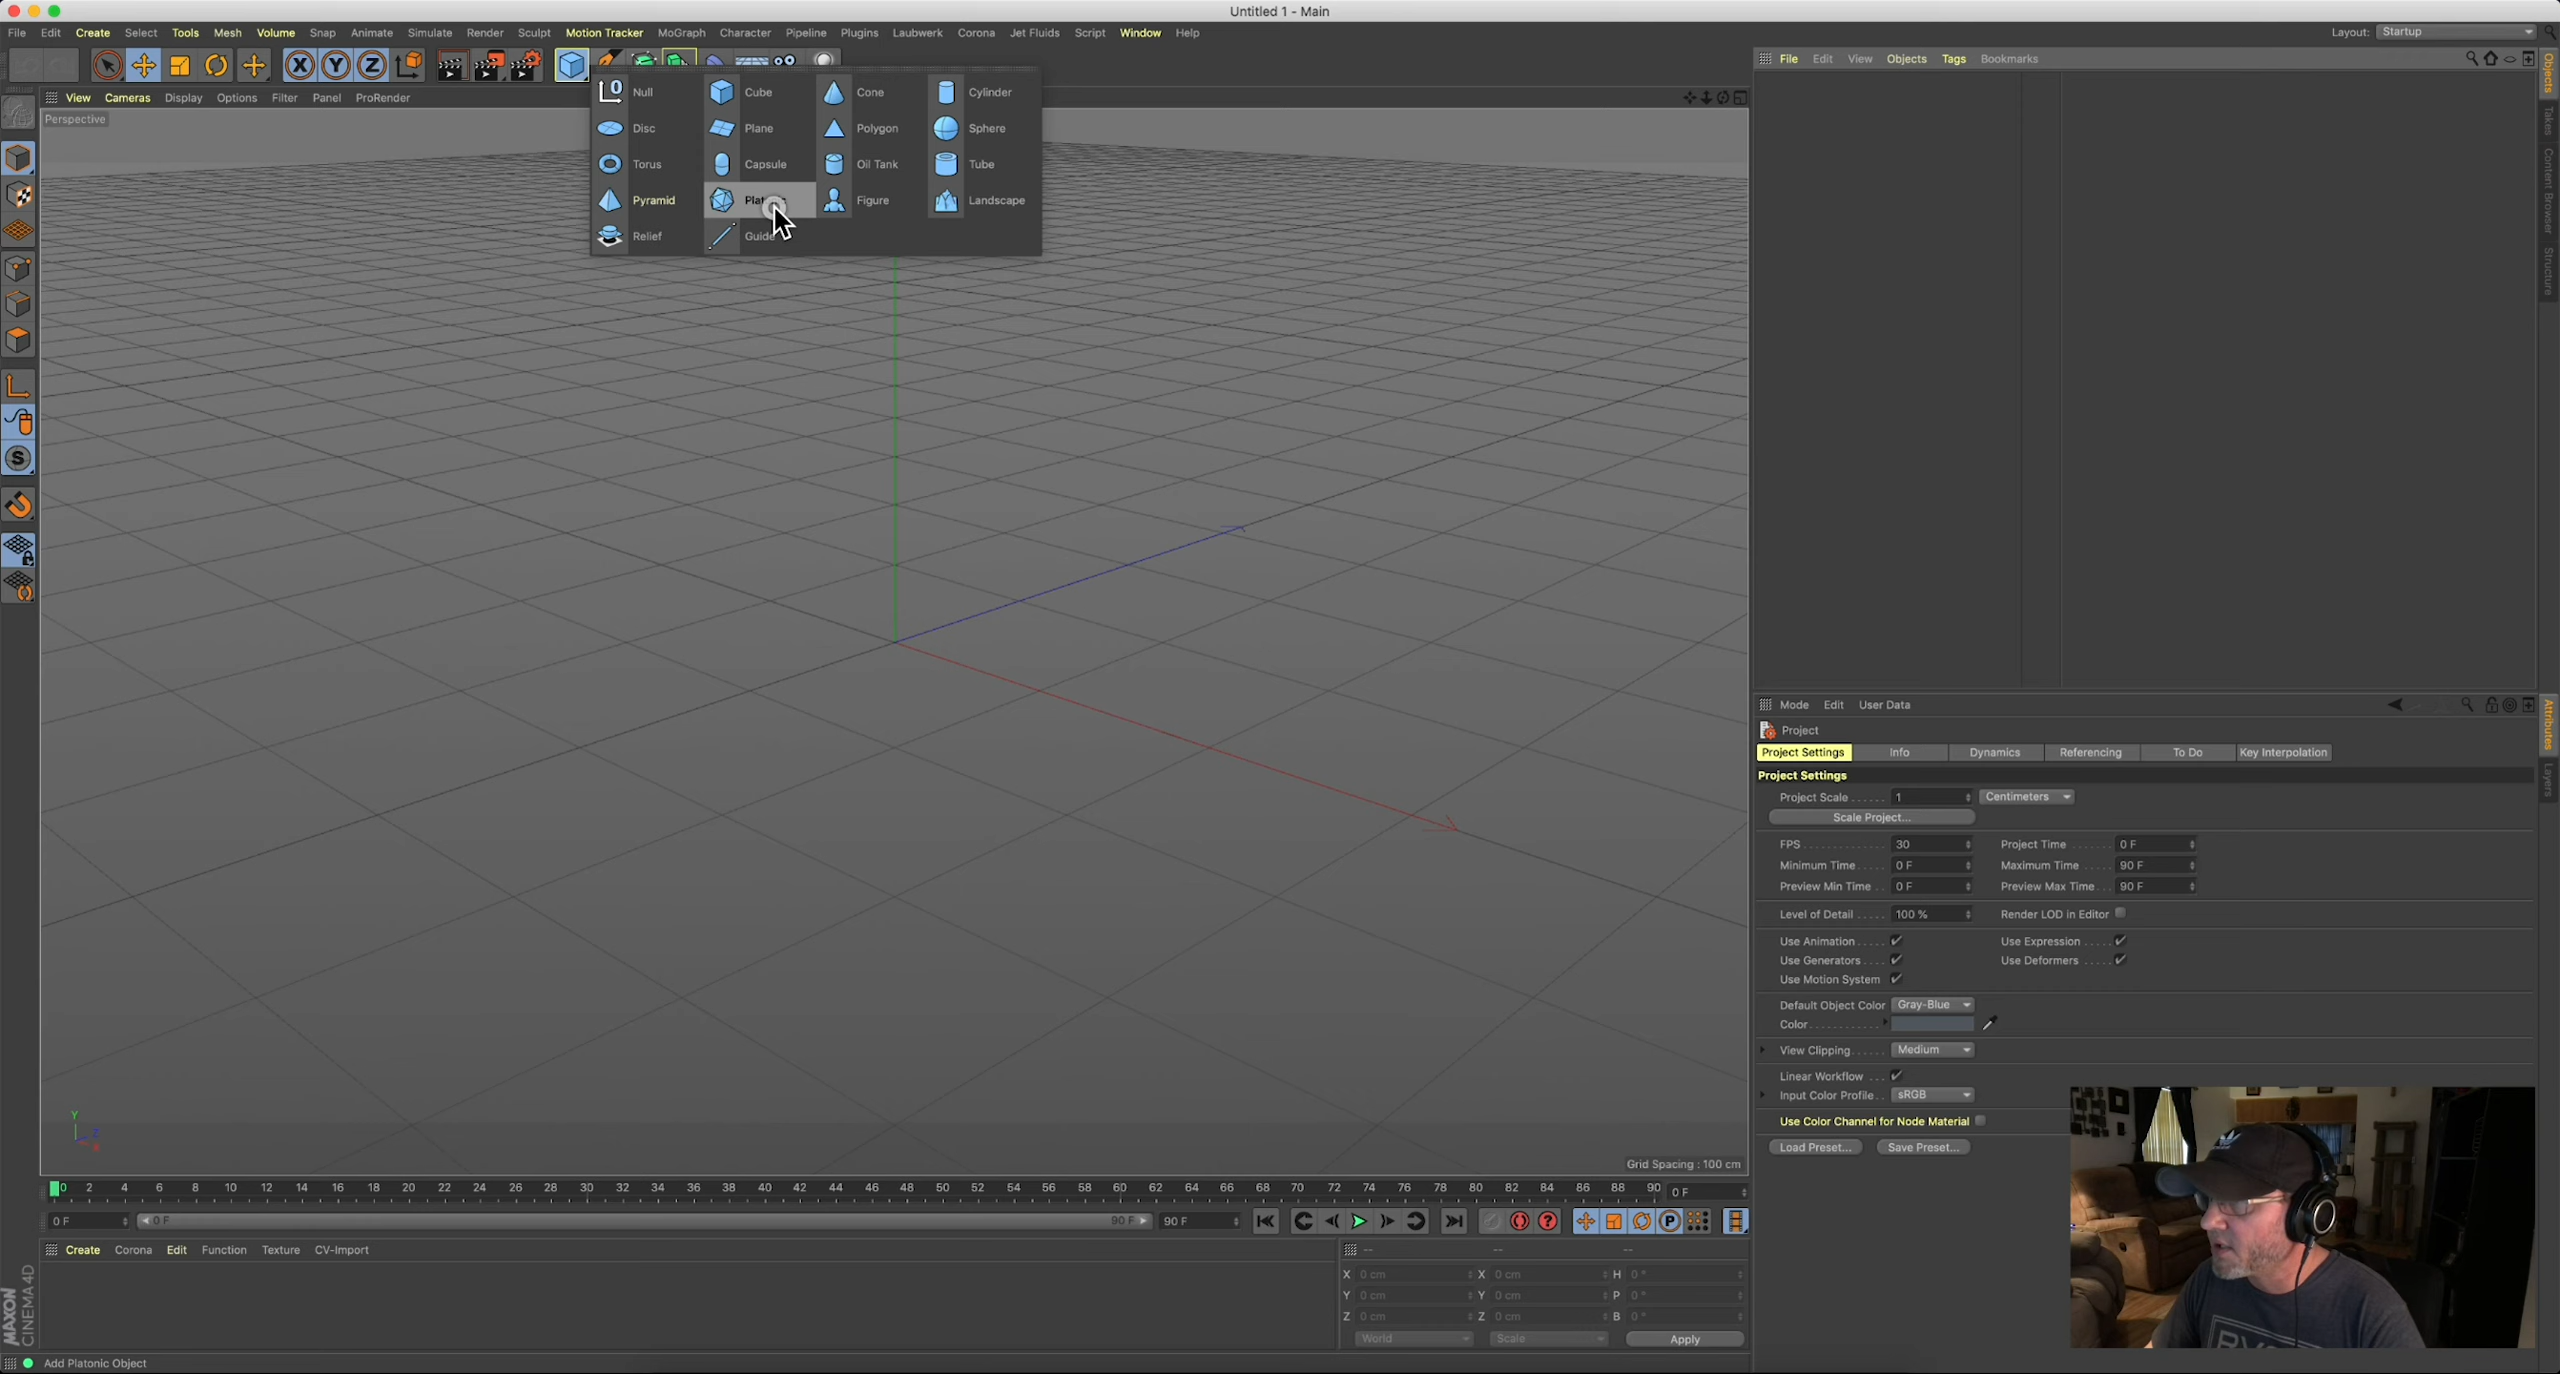 Untitled 1 - Main
File Edit Create Select Tools Mesh Volume Snap Animate Simulate Render Sculpt Motion Tracker MoGraph Character Pipeline Plugins Laubwerk Corona Jet Fluids Script Window Help
Layout: Startup
File Edit View Objects Tags Bookmarks
View Cameras Display Options Filter Panel ProRender
Perspective
Null Cube Cone Cylinder
Disc Plane Polygon Sphere
Torus Capsule Oil Tank Tube
Pyramid Figure Landscape
Relief Guide
Objects
Takes
Content Browser
Structure
Mode Edit User Data
Attributes
Layers
Project
Project Settings Info Dynamics Referencing To Do Key Interpolation
Project Settings
Project Scale 1 Centimeters
Scale Project...
FPS 30 Project Time 0 F
Minimum Time 0 F Maximum Time 90 F
Preview Min Time 0 F Preview Max Time 90 F
Level of Detail 100 % Render LOD in Editor
Use Animation Use Expression
Use Generators Use Deformers
Use Motion System
Default Object Color Gray-Blue
Color
View Clipping Medium
Linear Workflow
Input Color Profile sRGB
Use Color Channel for Node Material
Load Preset... Save Preset...
Y
Z
X
Grid Spacing : 100 cm
0 2 4 6 8 10 12 14 16 18 20 22 24 26 28 30 32 34 36 38 40 42 44 46 48 50 52 54 56 58 60 62 64 66 68 70 72 74 76 78 80 82 84 86 88 90 0 F
0 F 0 F 90 F 90 F
Create Corona Edit Function Texture CV-Import
-- -- --
X 0 cm X 0 cm H 0 °
Y 0 cm Y 0 cm P 0 °
Z 0 cm Z 0 cm B 0 °
World Scale Apply
MAXON
CINEMA 4D
Add Platonic Object